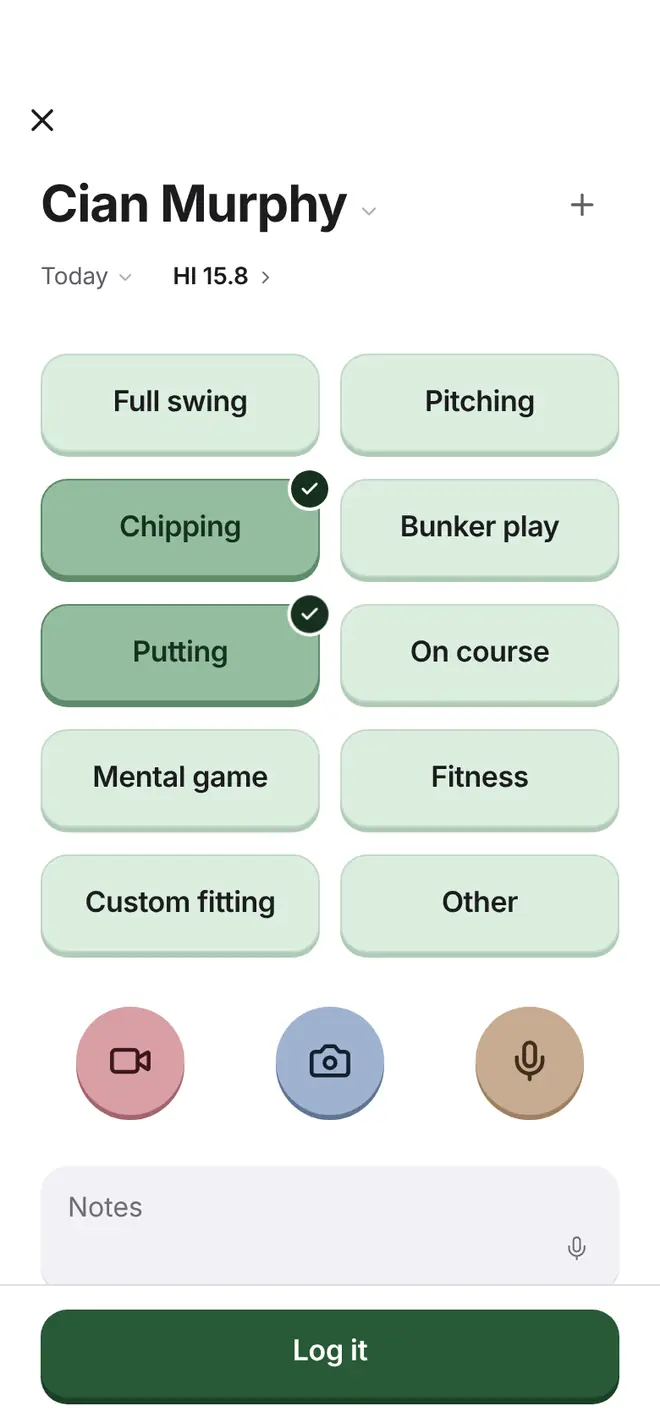 Cian Murphy
Today HI 15.8
Full swing Pitching
Chipping Bunker play
Putting On course
Mental game Fitness
Custom fitting Other
Notes
Log it